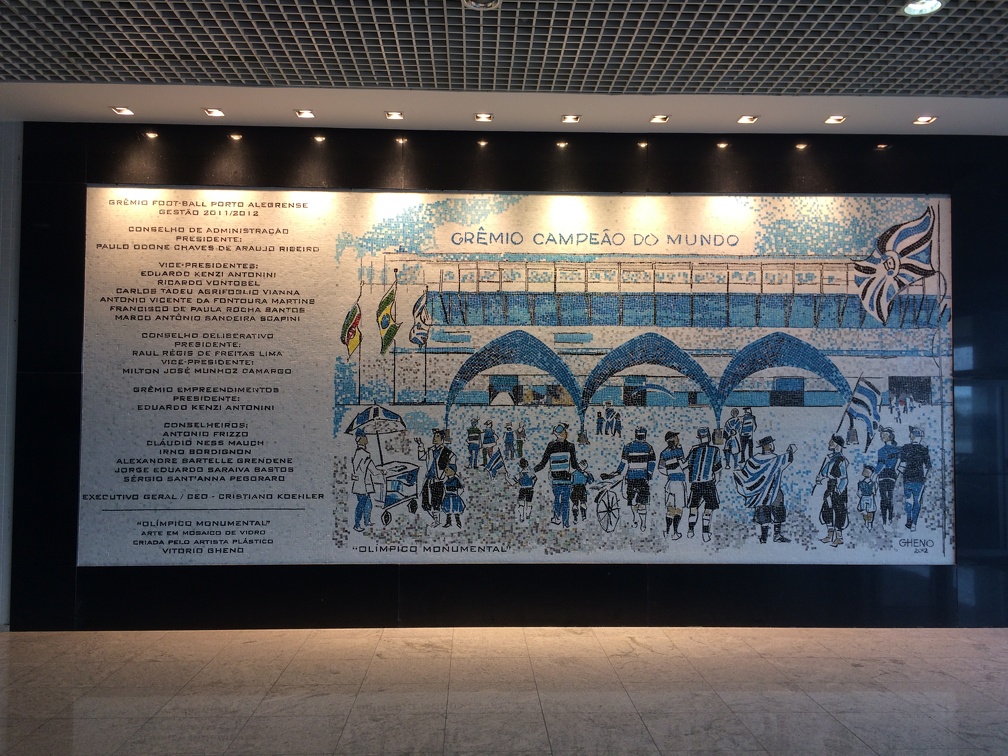 GRÊMIO FOOT-BALL PORTO ALEGRENSE
GESTÃO 2011/2012
CONSELHO DE ADMINISTRAÇÃO
PRESIDENTE:
PAULO ODONE CHAVES DE ARAUJO RIBEIRO
VICE-PRESIDENTES:
EDUARDO KENZI ANTONINI
RICARDO VONTOBEL
CARLOS TADEU AGRIFOGLIO VIANNA
ANTONIO VICENTE DA FONTOURA MARTINS
FRANCISCO DE PAULA ROCHA SANTOS
MARCO ANTÔNIO BANDEIRA SCAPINI
CONSELHO DELIBERATIVO
PRESIDENTE:
RAUL RÉGIS DE FREITAS LIMA
VICE-PRESIDENTE:
MILTON JOSÉ MUNHOZ CAMARGO
GRÊMIO EMPREENDIMENTOS
PRESIDENTE:
EDUARDO KENZI ANTONINI
CONSELHEIROS:
ANTONIO FRIZZO
CLÁUDIO NESS MAUCH
IRNO BORDIGNON
ALEXANDRE BARTELLE GRENDENE
JORGE EDUARDO SARAIVA BASTOS
SÉRGIO SANT'ANNA PEGORARO
EXECUTIVO GERAL / CEO - CRISTIANO KOEHLER
"OLÍMPICO MONUMENTAL"
ARTE EM MOSAICO DE VIDRO
CRIADA PELO ARTISTA PLÁSTICO
VITORIO GHENO
GRÊMIO CAMPEÃO DO MUNDO
"OLÍMPICO MONUMENTAL"
GHENO
2012